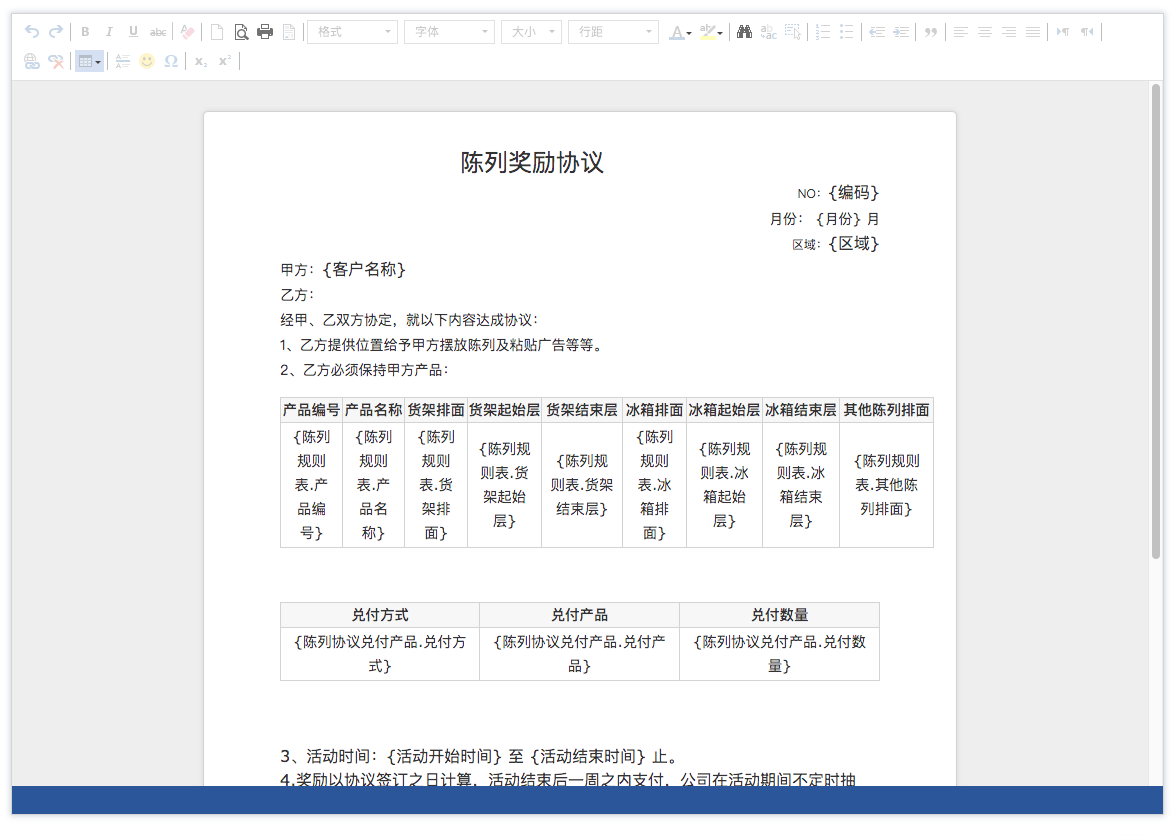 B I U abc A
格式 字体 大小 行距 A ab
Ω x₂ x²
陈列奖励协议
NO：{编码}
月份： {月份} 月
区域：{区域}
甲方：{客户名称}
乙方：
经甲、乙双方协定，就以下内容达成协议：
1、乙方提供位置给予甲方摆放陈列及粘贴广告等等。
2、乙方必须保持甲方产品：
产品编号 产品名称 货架排面 货架起始层 货架结束层 冰箱排面 冰箱起始层 冰箱结束层 其他陈列排面
{陈列规则表.产品编号} {陈列规则表.产品名称} {陈列规则表.货架排面} {陈列规则表.货架起始层} {陈列规则表.货架结束层} {陈列规则表.冰箱排面} {陈列规则表.冰箱起始层} {陈列规则表.冰箱结束层} {陈列规则表.其他陈列排面}
兑付方式 兑付产品 兑付数量
{陈列协议兑付产品.兑付方式} {陈列协议兑付产品.兑付产品} {陈列协议兑付产品.兑付数量}
3、活动时间：{活动开始时间} 至 {活动结束时间} 止。
4.奖励以协议签订之日计算，活动结束后一周之内支付，公司在活动期间不定时抽